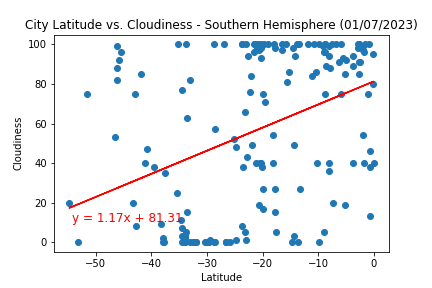 City Latitude vs. Cloudiness - Southern Hemisphere (01/07/2023)
100
80
60
40
20
0
Cloudiness
y = 1.17x + 81.31
−50 −40 −30 −20 −10 0
Latitude